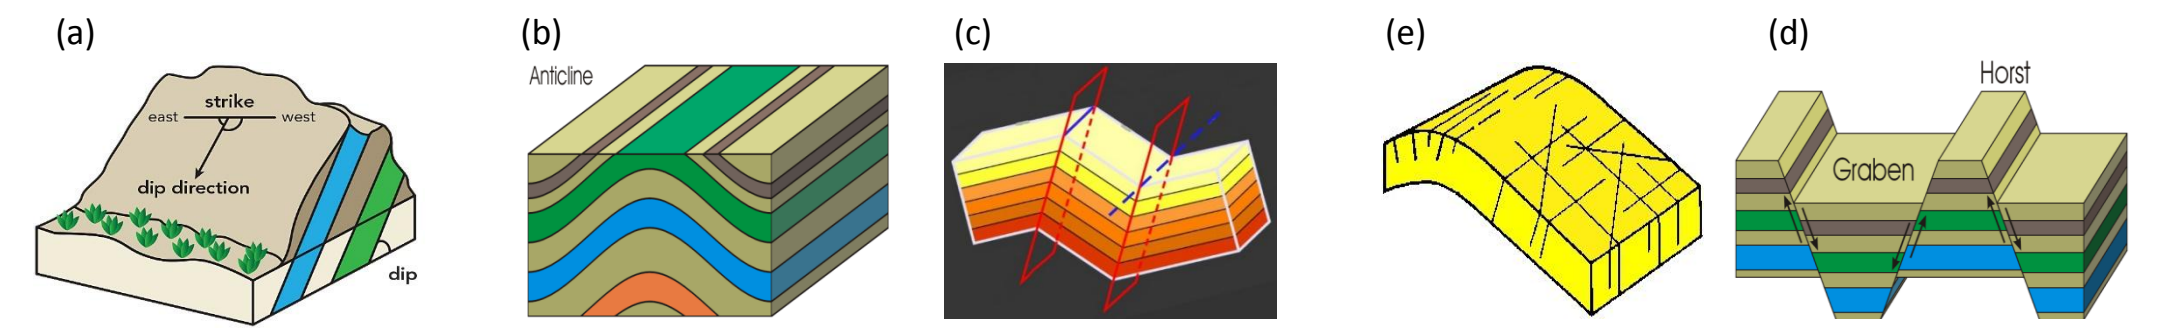 (a)
strike
east
west
dip direction
dip
(b)
Anticline
(c)
(e)
(d)
Horst
Graben